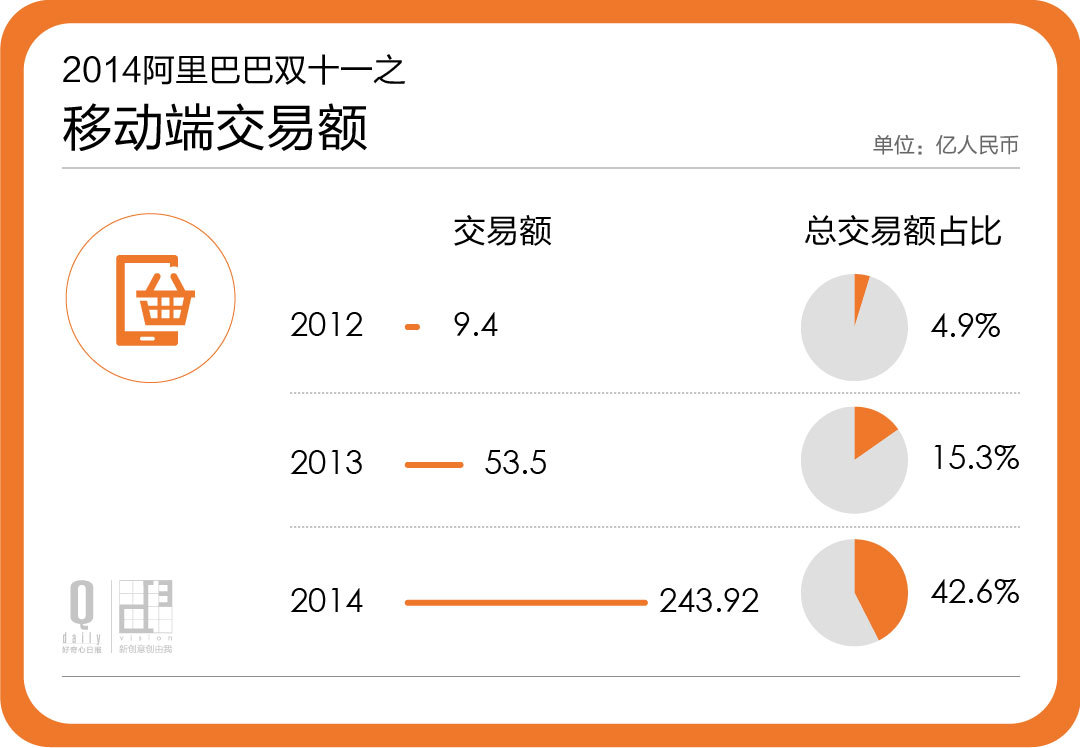 2014阿里巴巴双十一之
移动端交易额
单位：亿人民币
交易额
总交易额占比
2012
9.4
4.9%
2013
53.5
15.3%
2014
243.92
42.6%
Q
daily
好奇心日报
vision
新创意创由我